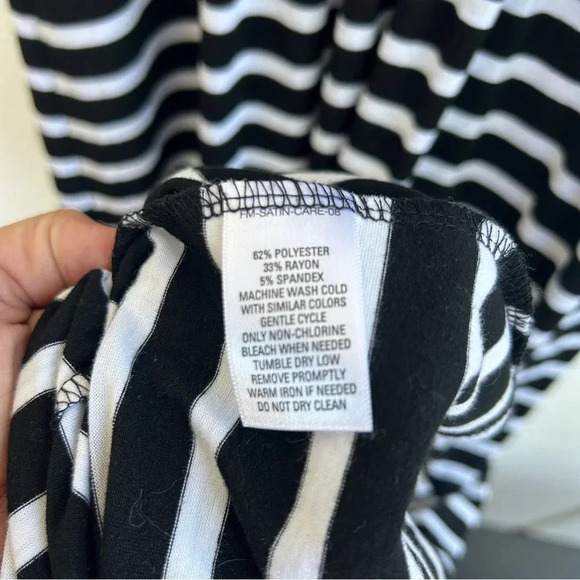 FM-SATIN-CARE-08
62% POLYESTER
33% RAYON
5% SPANDEX
MACHINE WASH COLD
WITH SIMILAR COLORS
GENTLE CYCLE
ONLY NON-CHLORINE
BLEACH WHEN NEEDED
TUMBLE DRY LOW
REMOVE PROMPTLY
WARM IRON IF NEEDED
DO NOT DRY CLEAN